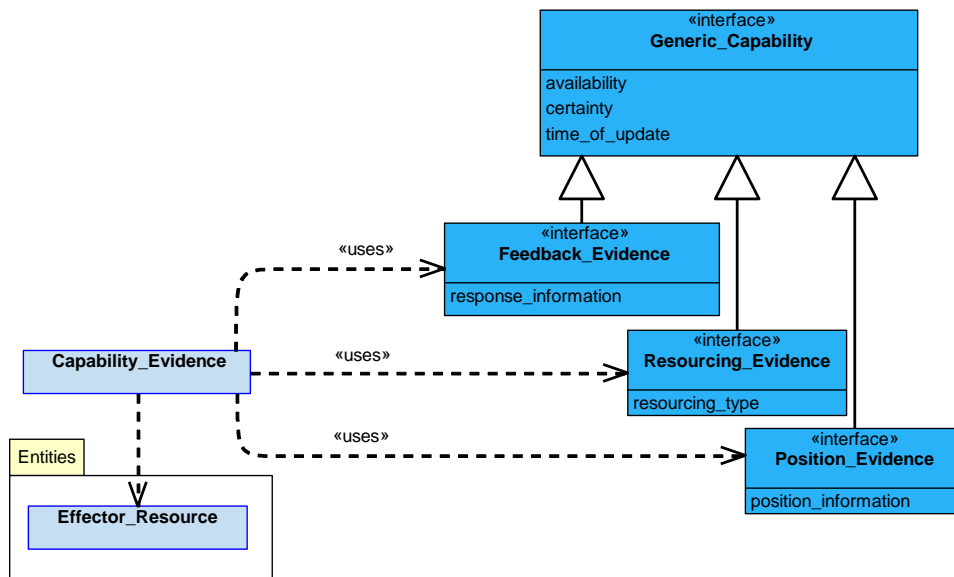 «interface»
Generic_Capability
availability
certainty
time_of_update
«interface»
Feedback_Evidence
response_information
«uses»
«interface»
Resourcing_Evidence
resourcing_type
«uses»
Capability_Evidence
«interface»
Position_Evidence
position_information
«uses»
Entities
Effector_Resource